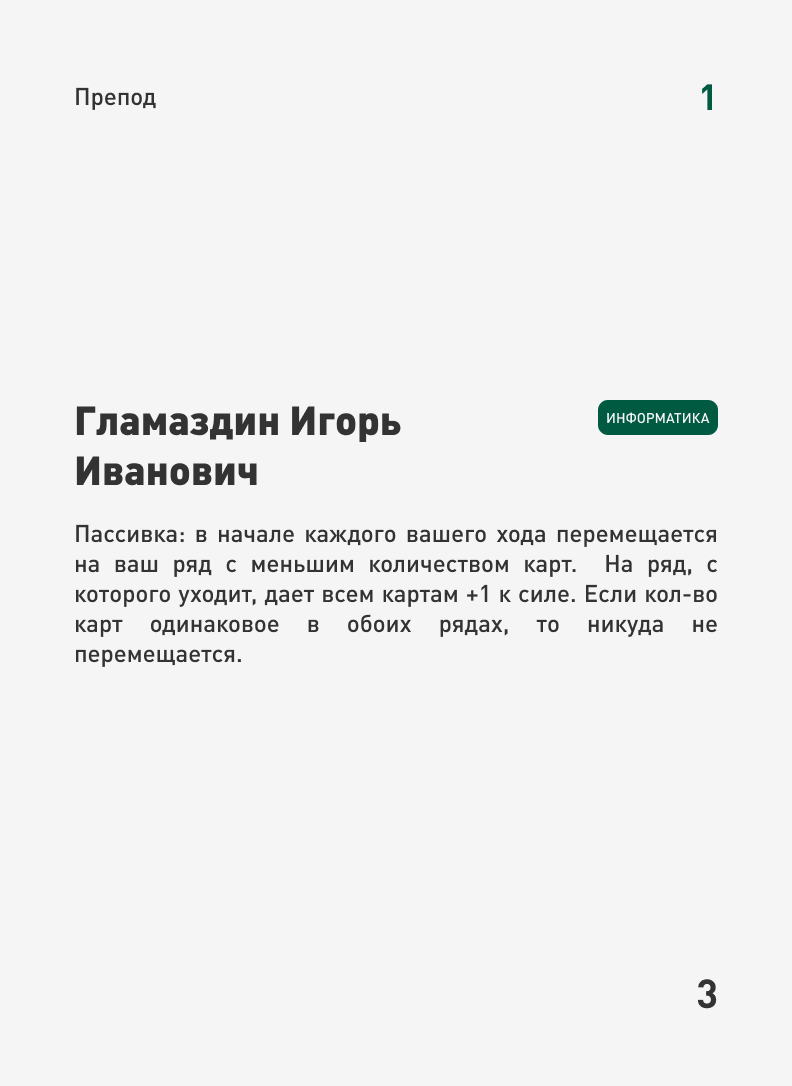 Препод
1
Гламаздин Игорь
Иванович
ИНФОРМАТИКА
Пассивка: в начале каждого вашего хода перемещается
на ваш ряд с меньшим количеством карт. На ряд, с
которого уходит, дает всем картам +1 к силе. Если кол-во
карт одинаковое в обоих рядах, то никуда не
перемещается.
3